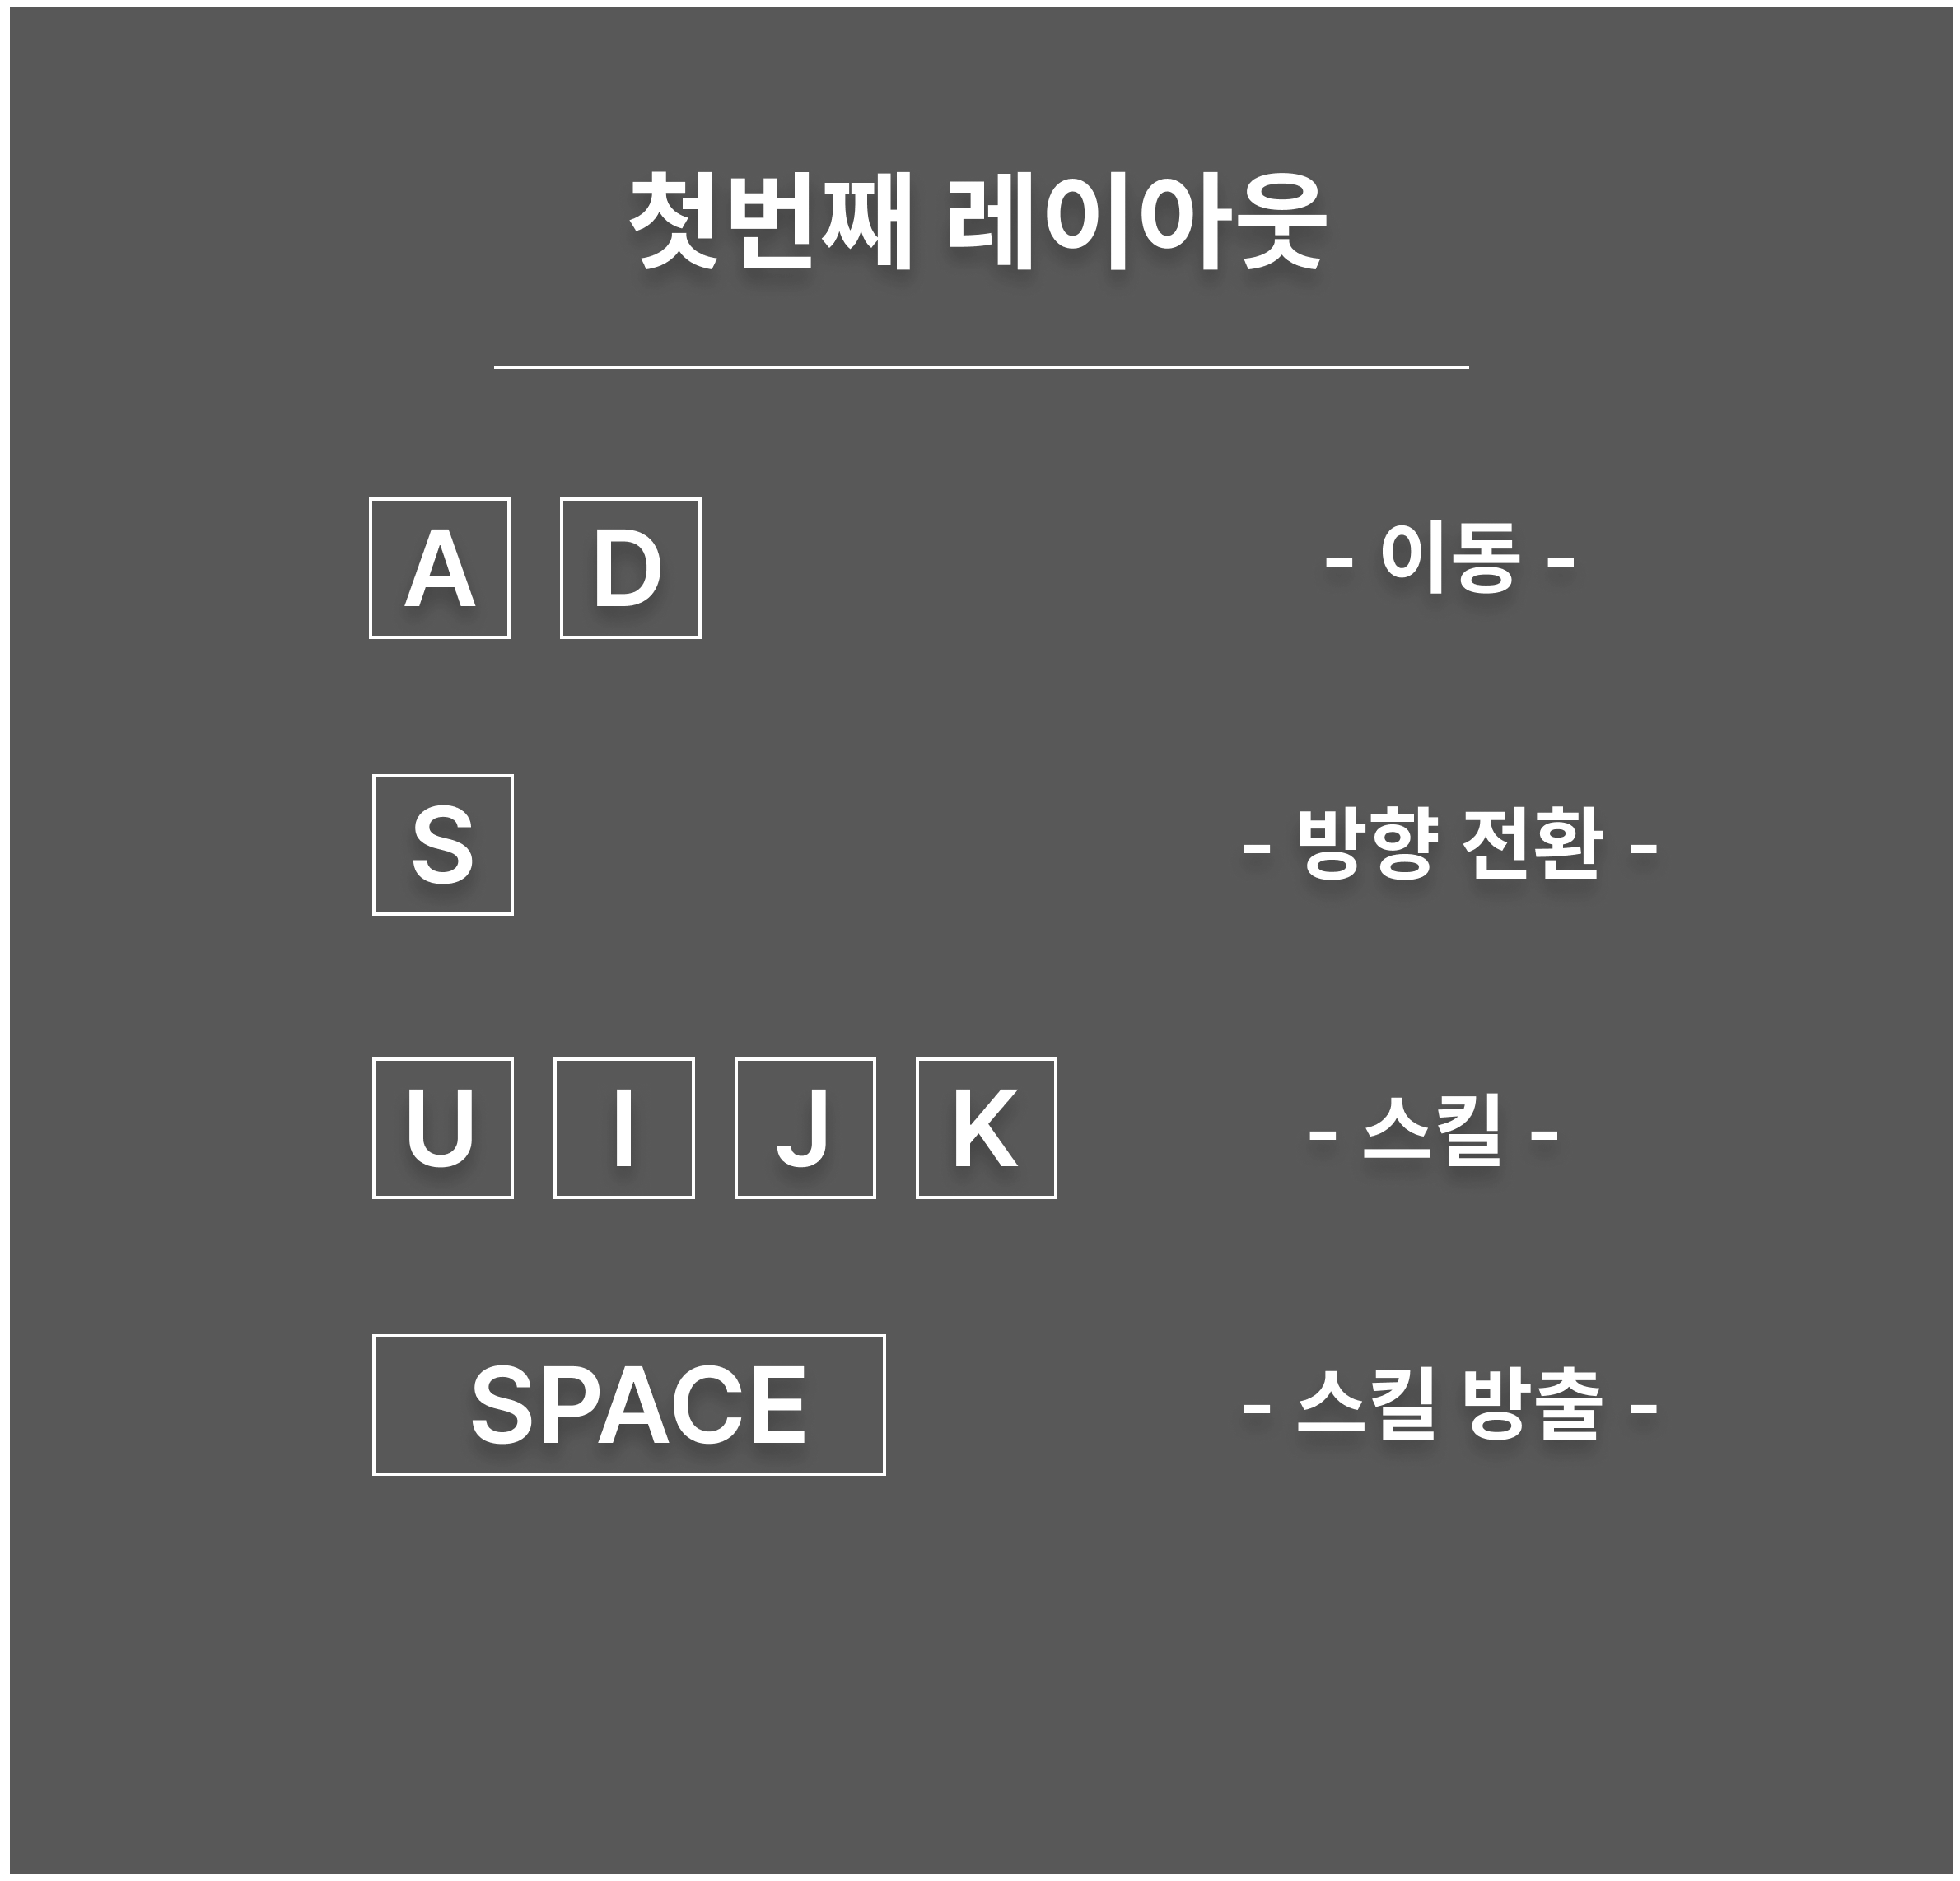 첫번째 레이아웃
A D - 이동 -
S - 방향 전환 -
U I J K - 스킬 -
SPACE - 스킬 방출 -